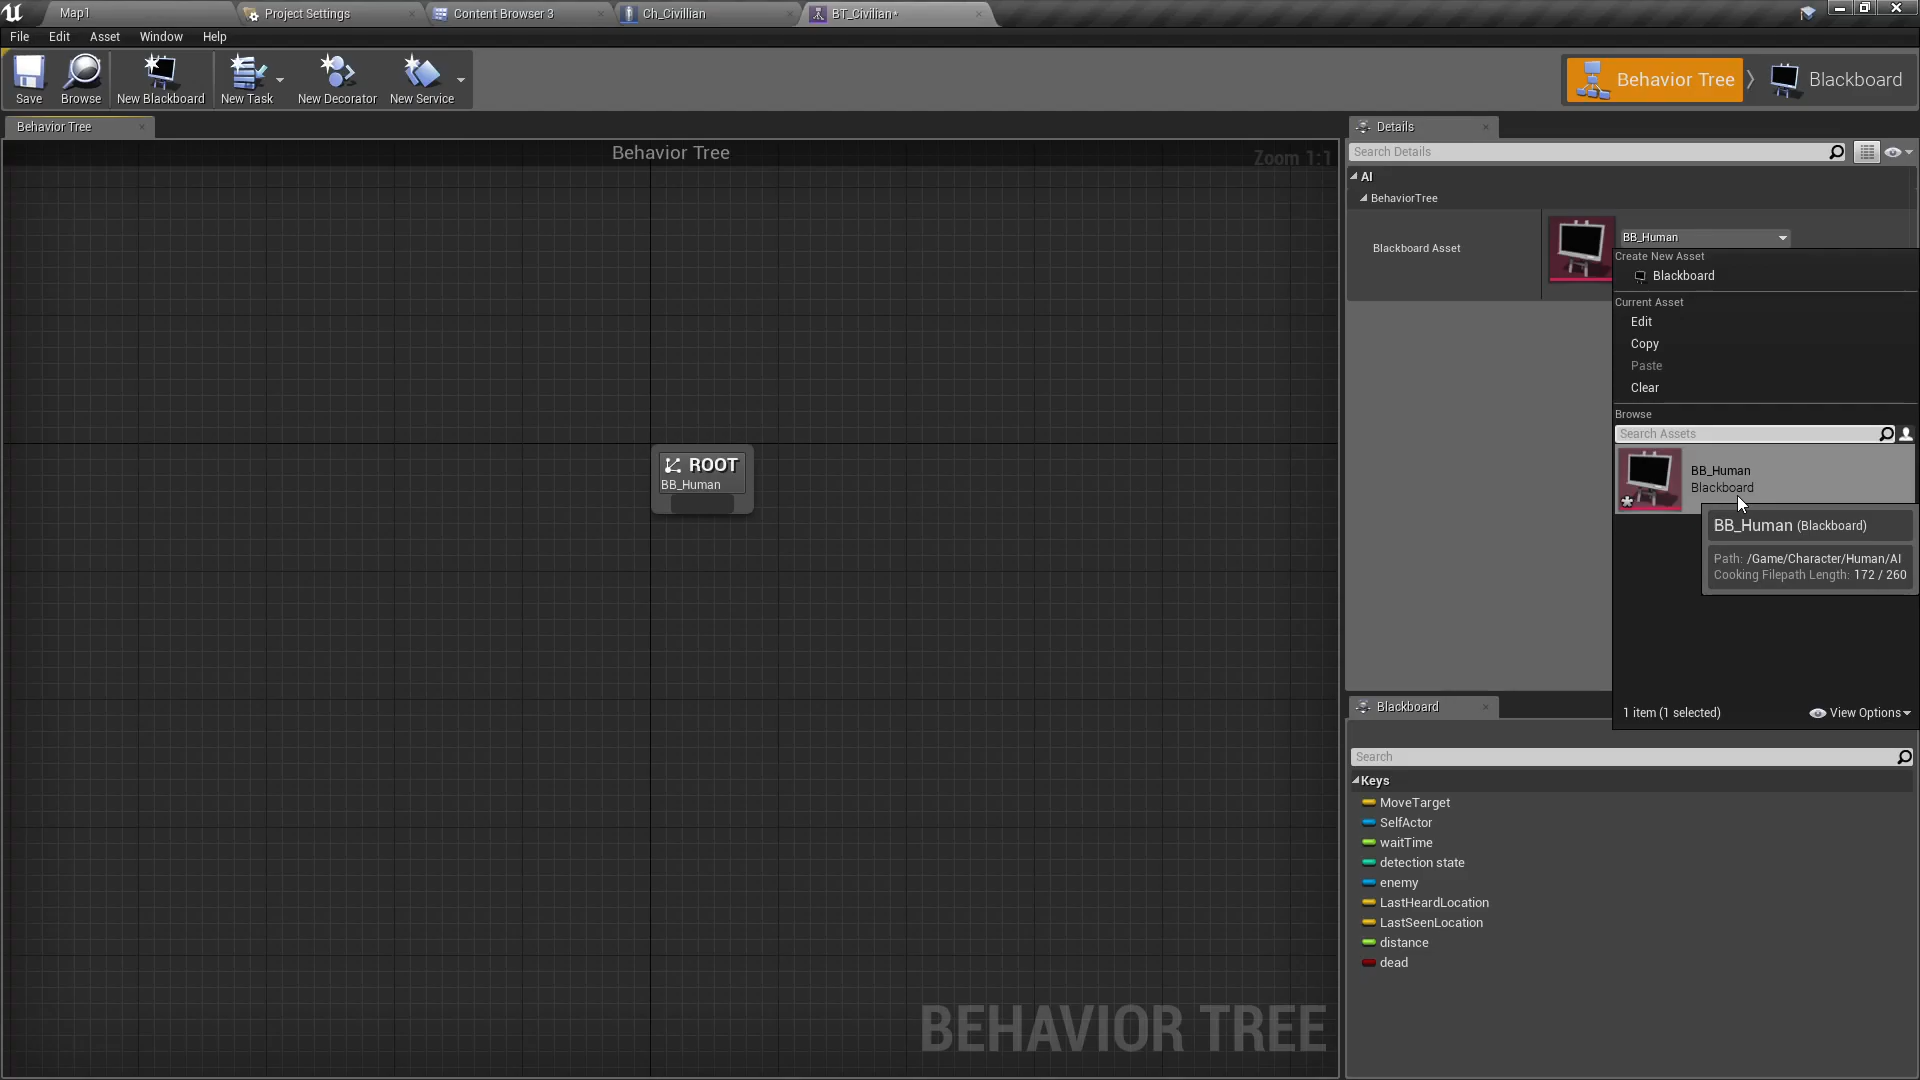 Map1
Project Settings
Content Browser 3
Ch_Civillian
BT_Civilian*
File
Edit
Asset
Window
Help
Save
Browse
New Blackboard
New Task
New Decorator
New Service
Behavior Tree
Blackboard
Behavior Tree
Behavior Tree
Zoom 1:1
ROOT
BB_Human
BEHAVIOR TREE
Details
Search Details
AI
BehaviorTree
Blackboard Asset
BB_Human
Create New Asset
Blackboard
Current Asset
Edit
Copy
Paste
Clear
Browse
Search Assets
BB_Human
Blackboard
BB_Human (Blackboard)
Path: /Game/Character/Human/AI
Cooking Filepath Length: 172 / 260
1 item (1 selected)
View Options
Blackboard
Search
Keys
MoveTarget
SelfActor
waitTime
detection state
enemy
LastHeardLocation
LastSeenLocation
distance
dead